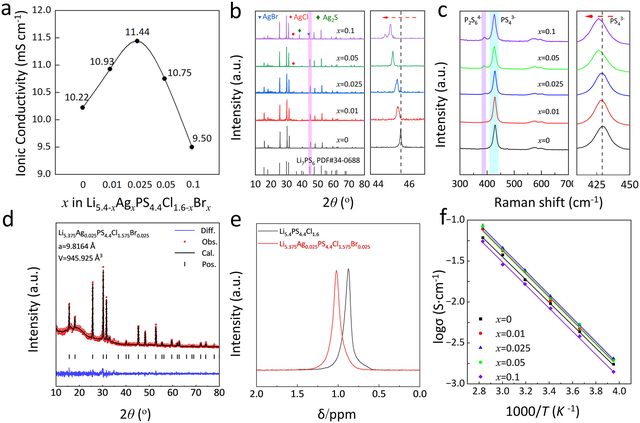 a
Ionic Conductivity (mS cm⁻¹)
12.0
11.5
11.0
10.5
10.0
9.5
9.0
11.44
10.93
10.75
10.22
9.50
0 0.01 0.025 0.05 0.1
x in Li5.4-xAgxPS4.4Cl1.6-xBrx
b
Intensity (a.u.)
AgBr AgCl Ag2S
x=0.1
x=0.05
x=0.025
x=0.01
x=0
Li7PS6 PDF#34-0688
10 20 30 40 50 60 70 80
44 46
2θ (°)
c
Intensity (a.u.)
P2S6⁴⁻ PS4³⁻
PS4³⁻
x=0.1
x=0.05
x=0.025
x=0.01
x=0
300 400 500 600 700
425 450
Raman shift (cm⁻¹)
d
Intensity (a.u.)
Li5.375Ag0.025PS4.4Cl1.575Br0.025
a=9.8164 Å
V=945.925 Å³
Diff.
Obs.
Cal.
Pos.
10 20 30 40 50 60 70 80
2θ (°)
e
Intensity (a.u.)
Li5.4PS4.4Cl1.6
Li5.375Ag0.025PS4.4Cl1.575Br0.025
2.0 1.5 1.0 0.5 0.0
δ/ppm
f
logσ (S·cm⁻¹)
-1.0
-1.5
-2.0
-2.5
-3.0
x=0
x=0.01
x=0.025
x=0.05
x=0.1
2.8 3.0 3.2 3.4 3.6 3.8 4.0
1000/T (K⁻¹)